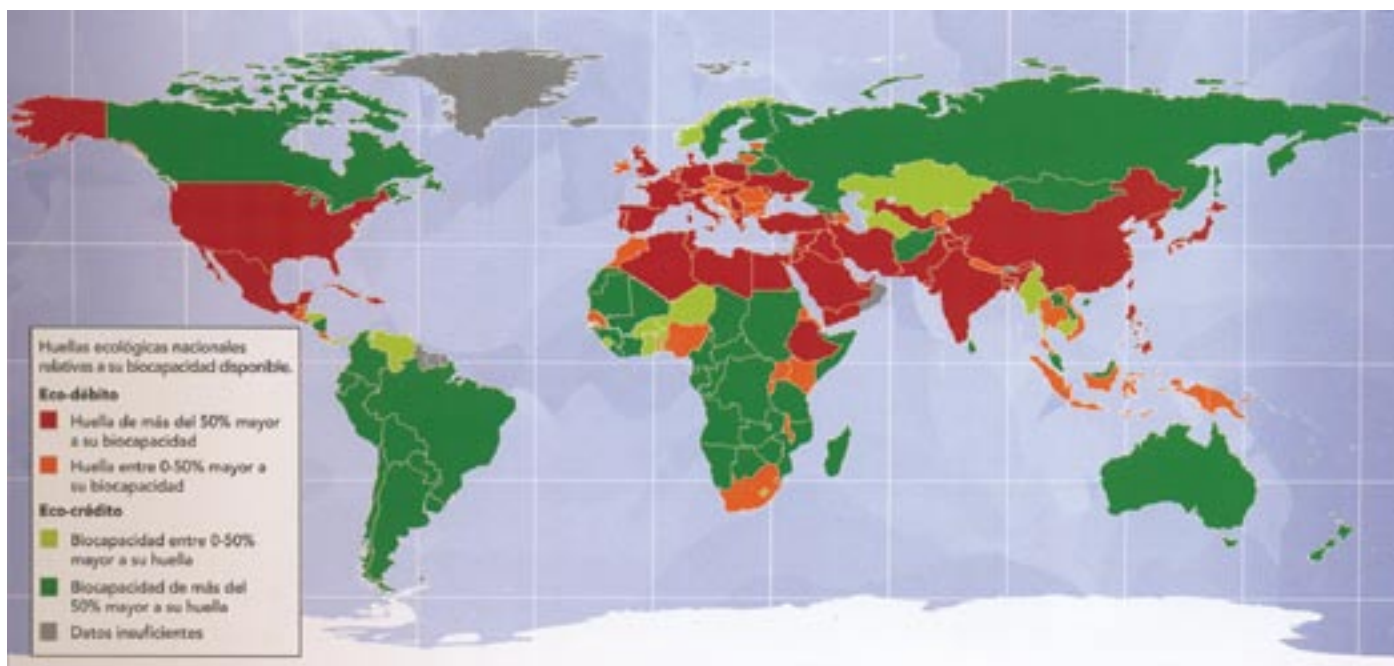 Huellas ecológicas nacionales
relativas a su biocapacidad disponible.
Eco-débito
Huella de más del 50% mayor
a su biocapacidad
Huella entre 0-50% mayor a
su biocapacidad
Eco-crédito
Biocapacidad entre 0-50%
mayor a su huella
Biocapacidad de más del
50% mayor a su huella
Datos insuficientes